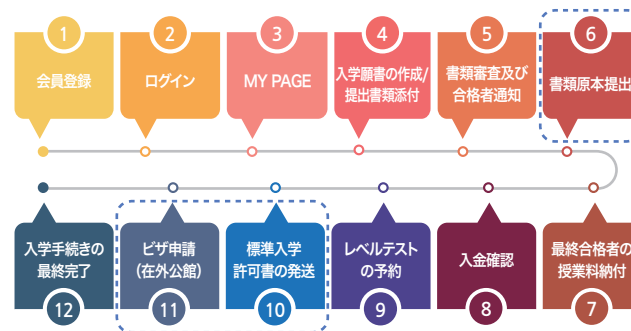 1
会員登録
2
ログイン
3
MY PAGE
4
入学願書の作成/
提出書類添付
5
書類審査及び
合格者通知
6
書類原本提出
最終合格者の
授業料納付
7
入金確認
8
レベルテスト
の予約
9
標準入学
許可書の発送
10
ビザ申請
(在外公館)
11
入学手続きの
最終完了
12